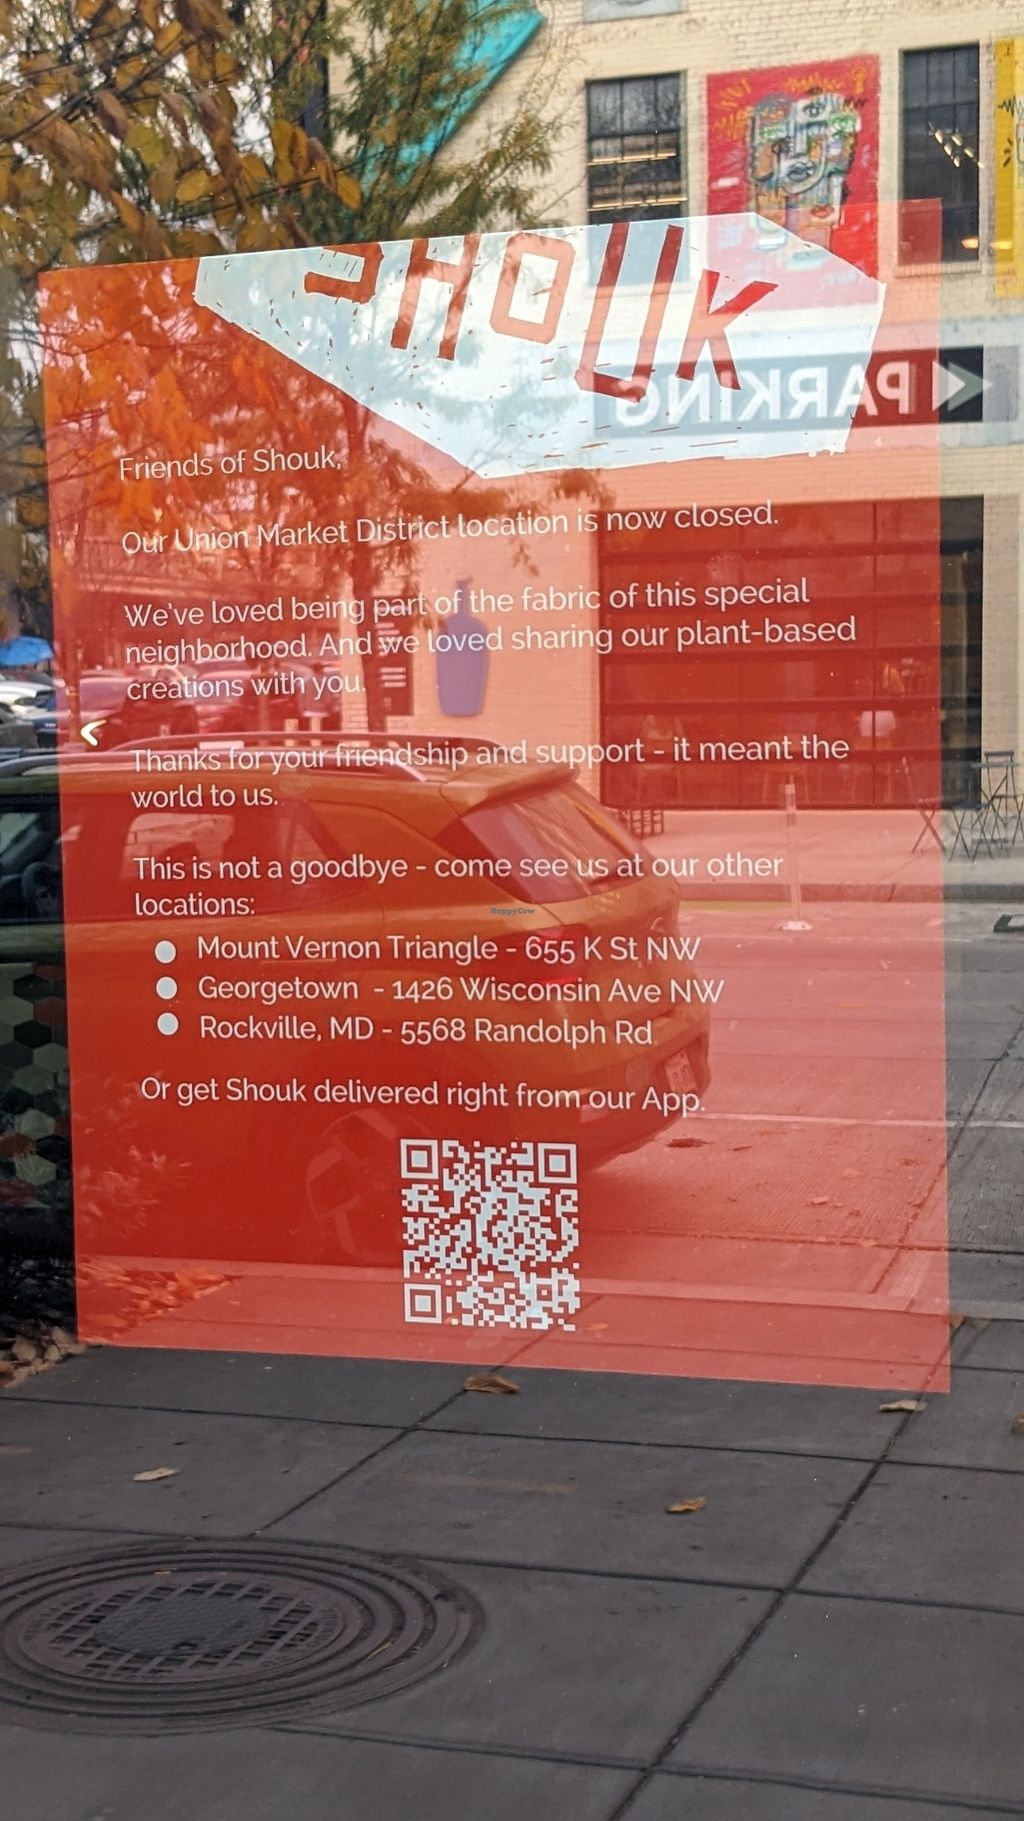 SHOUK
PARKING
Friends of Shouk,
Our Union Market District location is now closed.
We've loved being part of the fabric of this special
neighborhood. And we loved sharing our plant-based
creations with you.
Thanks for your friendship and support - it meant the
world to us.
This is not a goodbye - come see us at our other
locations:
HappyCow
Mount Vernon Triangle - 655 K St NW
Georgetown - 1426 Wisconsin Ave NW
Rockville, MD - 5568 Randolph Rd
Or get Shouk delivered right from our App.